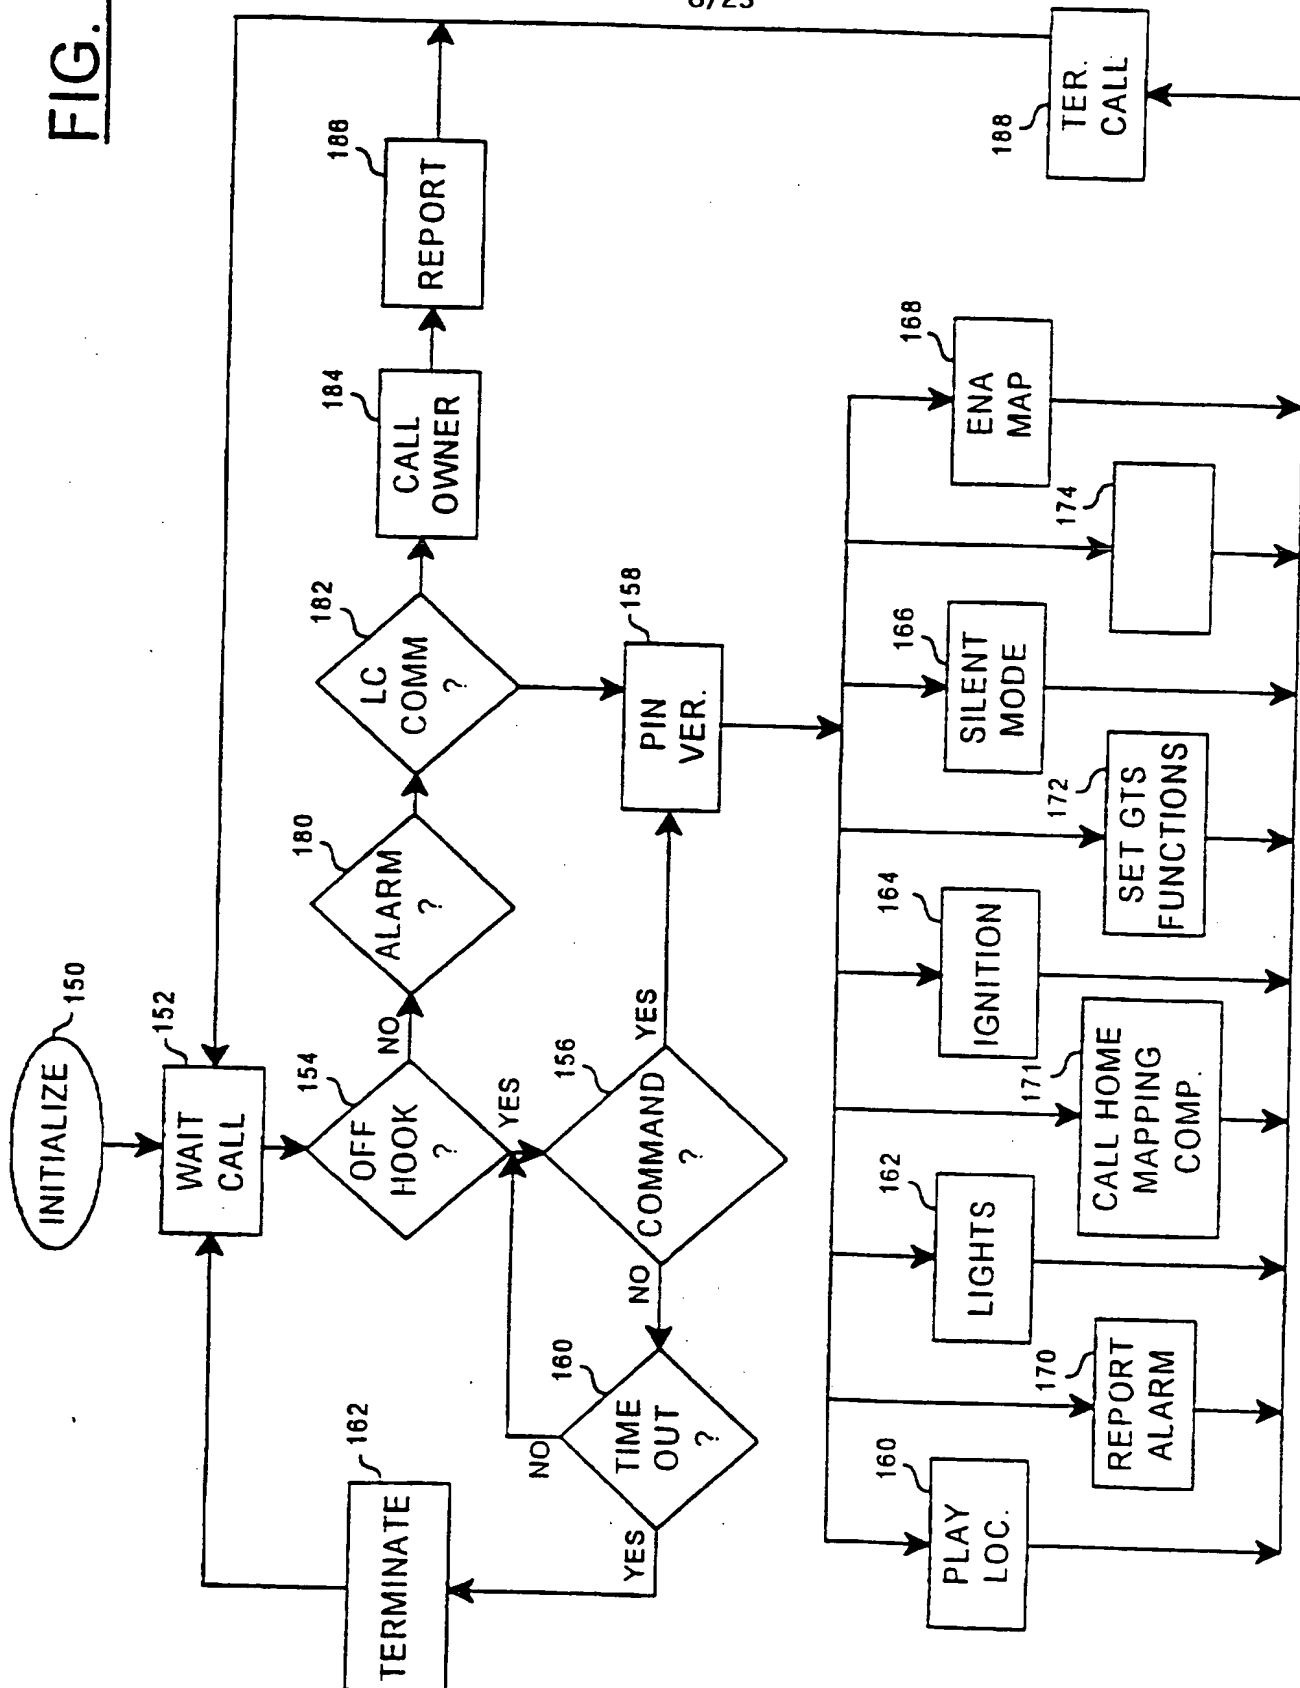 8/23
FIG.
INITIALIZE
150
WAIT
CALL
152
OFF
HOOK
?
154
NO
YES
ALARM
?
180
LC
COMM
?
182
CALL
OWNER
184
REPORT
186
COMMAND
?
156
YES
NO
PIN
VER.
158
TIME
OUT
?
160
NO
YES
TERMINATE
162
PLAY
LOC.
160
REPORT
ALARM
170
LIGHTS
162
CALL HOME
MAPPING
COMP.
171
IGNITION
164
SET GTS
FUNCTIONS
172
SILENT
MODE
166
174
ENA
MAP
168
TER.
CALL
188